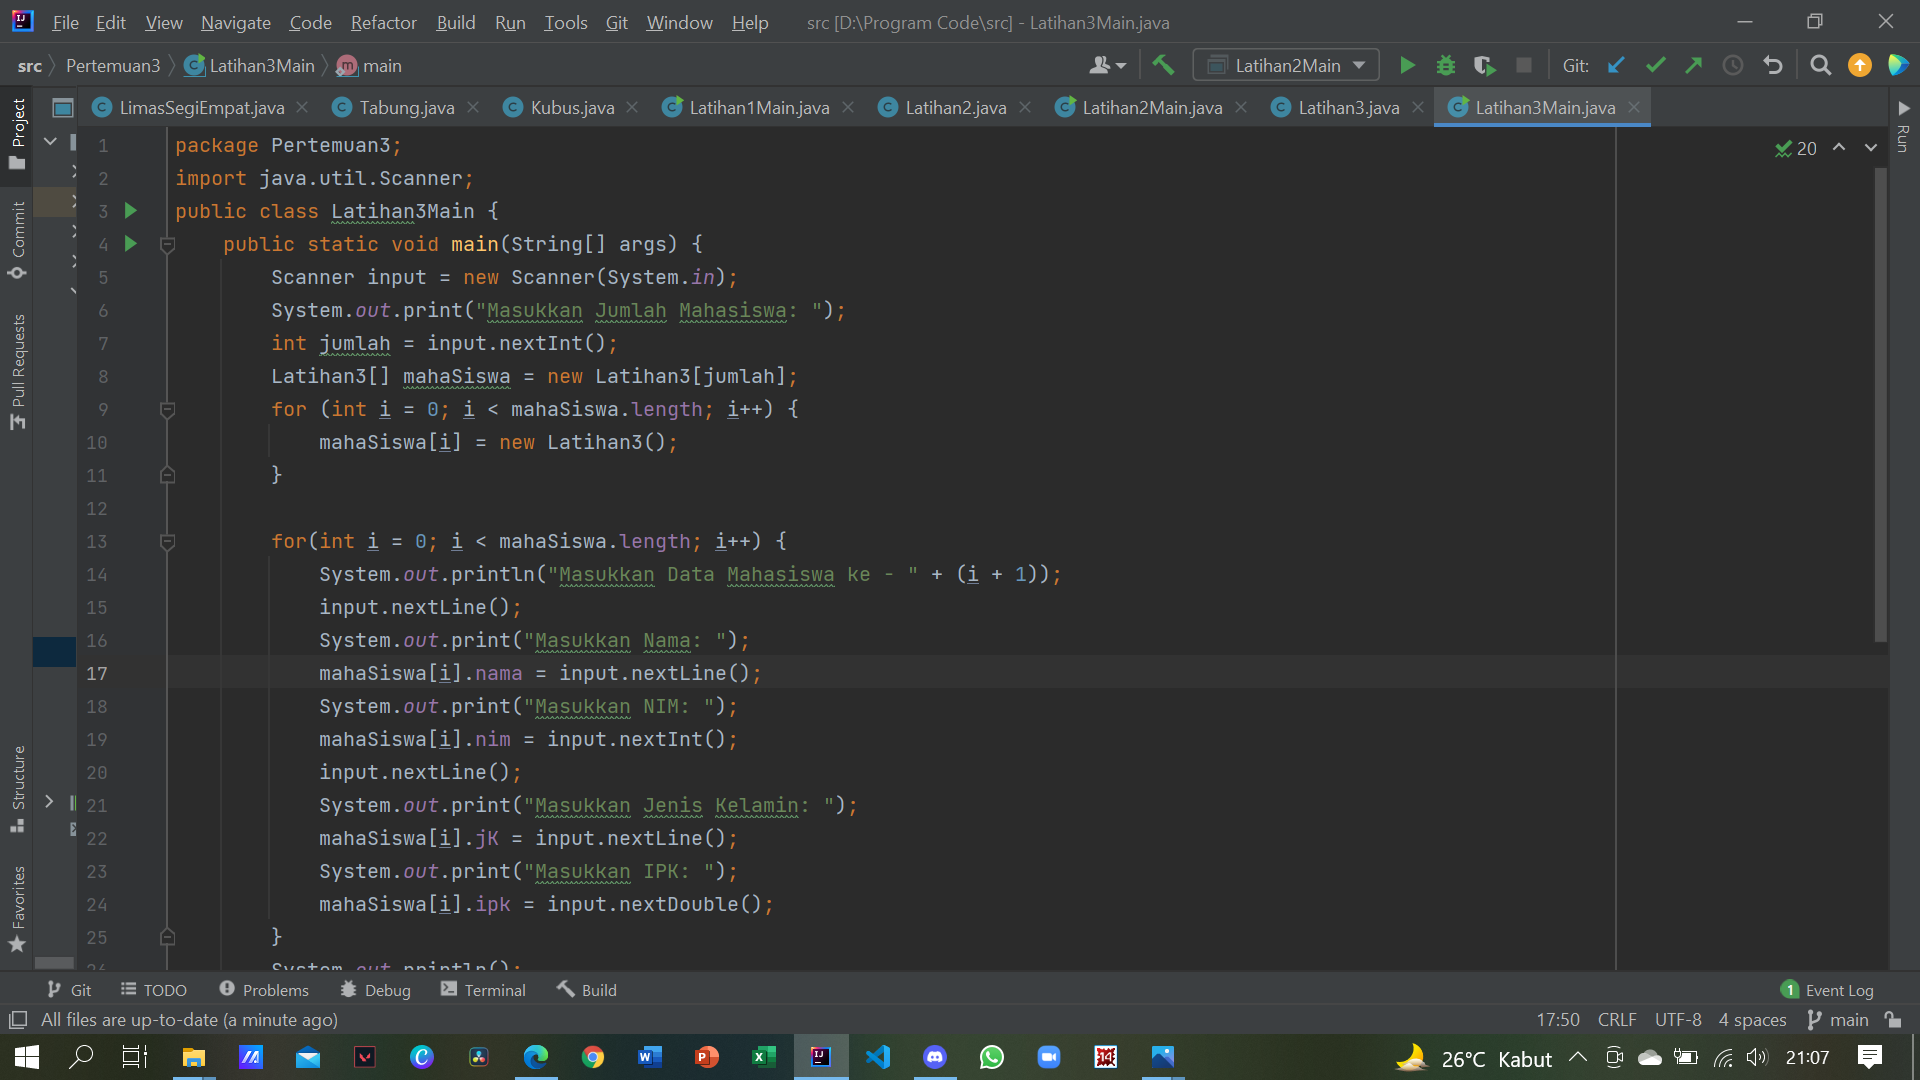 File Edit View Navigate Code Refactor Build Run Tools Git Window Help src [D:\Program Code\src] - Latihan3Main.java
src Pertemuan3 Latihan3Main main Latihan2Main Git:
LimasSegiEmpat.java Tabung.java Kubus.java Latihan1Main.java Latihan2.java Latihan2Main.java Latihan3.java Latihan3Main.java
Project
Commit
Pull Requests
Structure
Favorites
Run
20
1 package Pertemuan3;
2 import java.util.Scanner;
3 public class Latihan3Main {
4 public static void main(String[] args) {
5 Scanner input = new Scanner(System.in);
6 System.out.print("Masukkan Jumlah Mahasiswa: ");
7 int jumlah = input.nextInt();
8 Latihan3[] mahaSiswa = new Latihan3[jumlah];
9 for (int i = 0; i < mahaSiswa.length; i++) {
10 mahaSiswa[i] = new Latihan3();
11 }
12
13 for(int i = 0; i < mahaSiswa.length; i++) {
14 System.out.println("Masukkan Data Mahasiswa ke - " + (i + 1));
15 input.nextLine();
16 System.out.print("Masukkan Nama: ");
17 mahaSiswa[i].nama = input.nextLine();
18 System.out.print("Masukkan NIM: ");
19 mahaSiswa[i].nim = input.nextInt();
20 input.nextLine();
21 System.out.print("Masukkan Jenis Kelamin: ");
22 mahaSiswa[i].jK = input.nextLine();
23 System.out.print("Masukkan IPK: ");
24 mahaSiswa[i].ipk = input.nextDouble();
25 }
26 System.out.println();
Git TODO Problems Debug Terminal Build 1 Event Log
All files are up-to-date (a minute ago) 17:50 CRLF UTF-8 4 spaces main
26°C Kabut 21:07